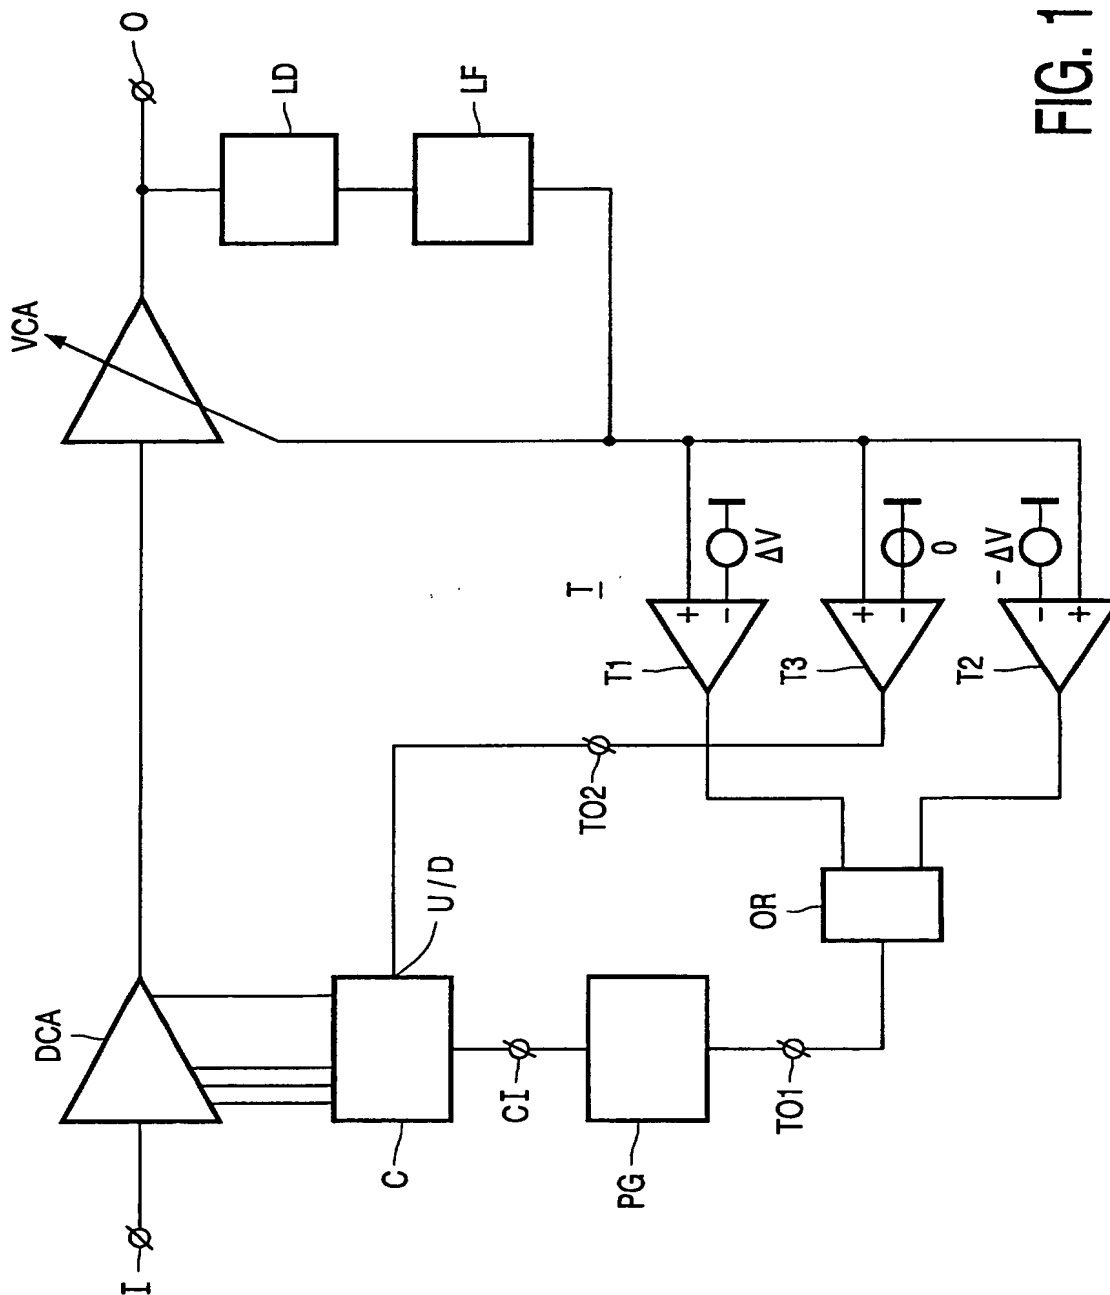 I
DCA
VCA
O
LD
LF
C
U/D
CI
PG
TO1
TO2
OR
T
T1
+
-
ΔV
T3
+
-
0
T2
-
+
-ΔV
FIG. 1